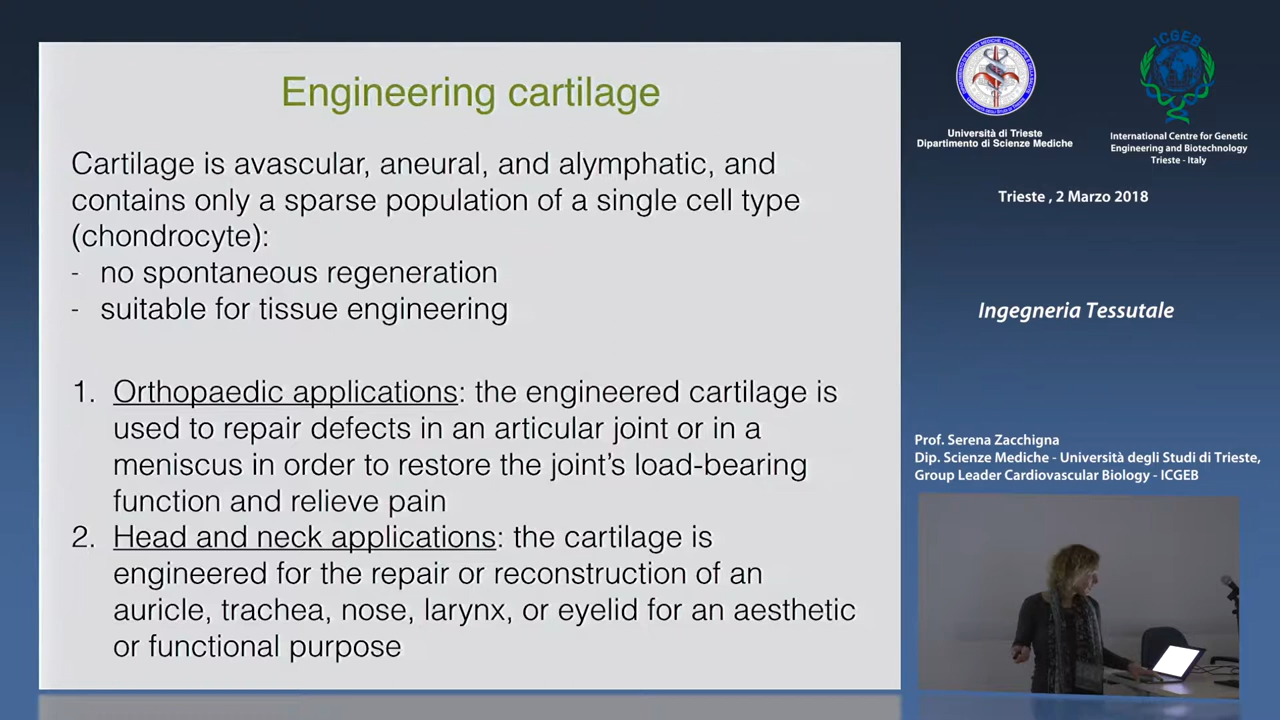 Engineering cartilage
Cartilage is avascular, aneural, and alymphatic, and
contains only a sparse population of a single cell type
(chondrocyte):
- no spontaneous regeneration
- suitable for tissue engineering
1. Orthopaedic applications: the engineered cartilage is
used to repair defects in an articular joint or in a
meniscus in order to restore the joint's load-bearing
function and relieve pain
2. Head and neck applications: the cartilage is
engineered for the repair or reconstruction of an
auricle, trachea, nose, larynx, or eyelid for an aesthetic
or functional purpose
ICGEB
Università di Trieste
Dipartimento di Scienze Mediche
International Centre for Genetic
Engineering and Biotechnology
Trieste - Italy
Trieste , 2 Marzo 2018
Ingegneria Tessutale
Prof. Serena Zacchigna
Dip. Scienze Mediche - Università degli Studi di Trieste,
Group Leader Cardiovascular Biology - ICGEB